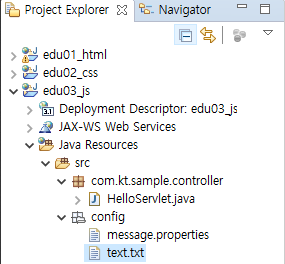 Project Explorer Navigator
edu01_html
edu02_css
edu03_js
Deployment Descriptor: edu03_js
JAX-WS Web Services
Java Resources
src
com.kt.sample.controller
HelloServlet.java
config
message.properties
text.txt